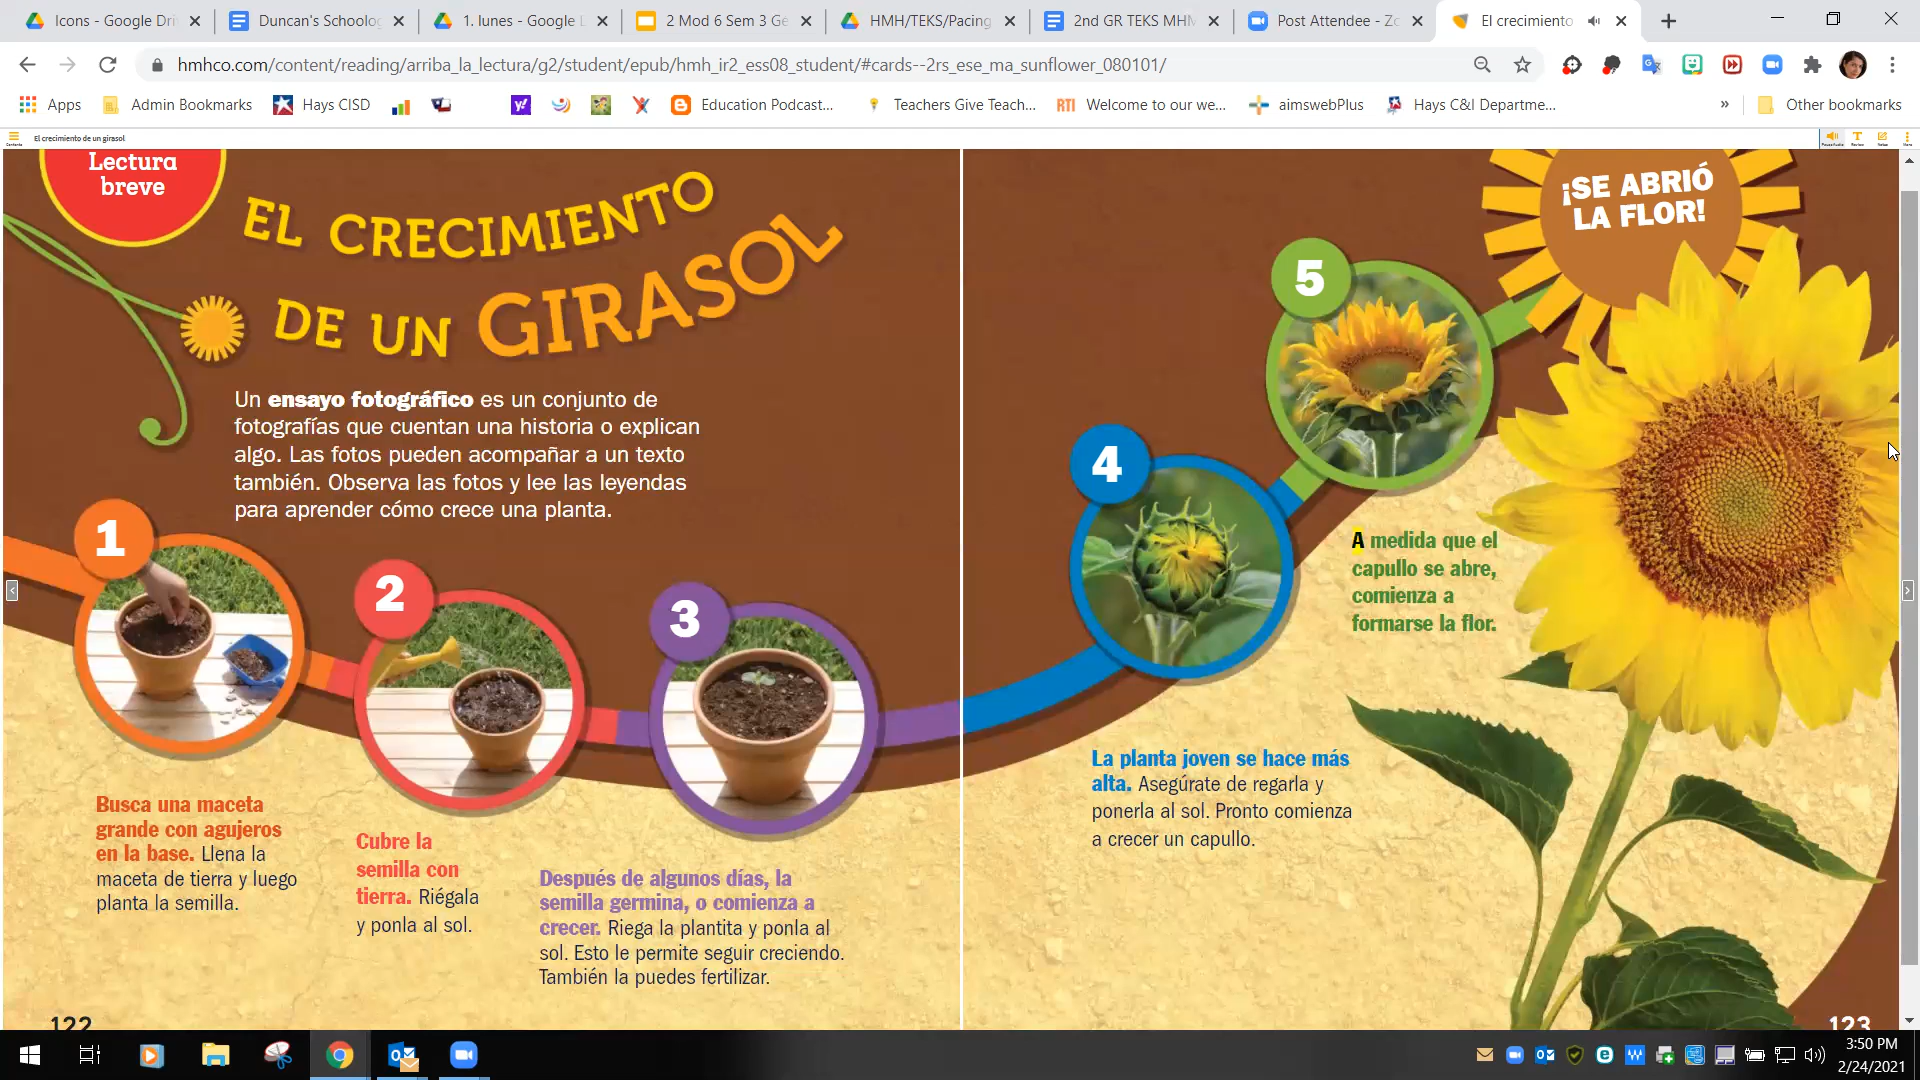 Icons - Google Dri
Duncan's Schoolog
1. lunes - Google D
2 Mod 6 Sem 3 Ge
HMH/TEKS/Pacing
2nd GR TEKS MHM
Post Attendee - Zo
El crecimiento
hmhco.com/content/reading/arriba_la_lectura/g2/student/epub/hmh_ir2_ess08_student/#cards--2rs_ese_ma_sunflower_080101/
Apps
Admin Bookmarks
Hays CISD
Education Podcast...
Teachers Give Teach...
RTI
Welcome to our we...
aimswebPlus
Hays C&I Departme...
»
Other bookmarks
Contents
El crecimiento de un girasol
Lectura
breve
EL CRECIMIENTO
DE UN GIRASOL
Un ensayo fotográfico es un conjunto de
fotografías que cuentan una historia o explican
algo. Las fotos pueden acompañar a un texto
también. Observa las fotos y lee las leyendas
para aprender cómo crece una planta.
1
Busca una maceta
grande con agujeros
en la base. Llena la
maceta de tierra y luego
planta la semilla.
2
Cubre la
semilla con
tierra. Riégala
y ponla al sol.
3
Después de algunos días, la
semilla germina, o comienza a
crecer. Riega la plantita y ponla al
sol. Esto le permite seguir creciendo.
También la puedes fertilizar.
122
4
La planta joven se hace más
alta. Asegúrate de regarla y
ponerla al sol. Pronto comienza
a crecer un capullo.
5
A medida que el
capullo se abre,
comienza a
formarse la flor.
¡SE ABRIÓ
LA FLOR!
123
3:50 PM
2/24/2021